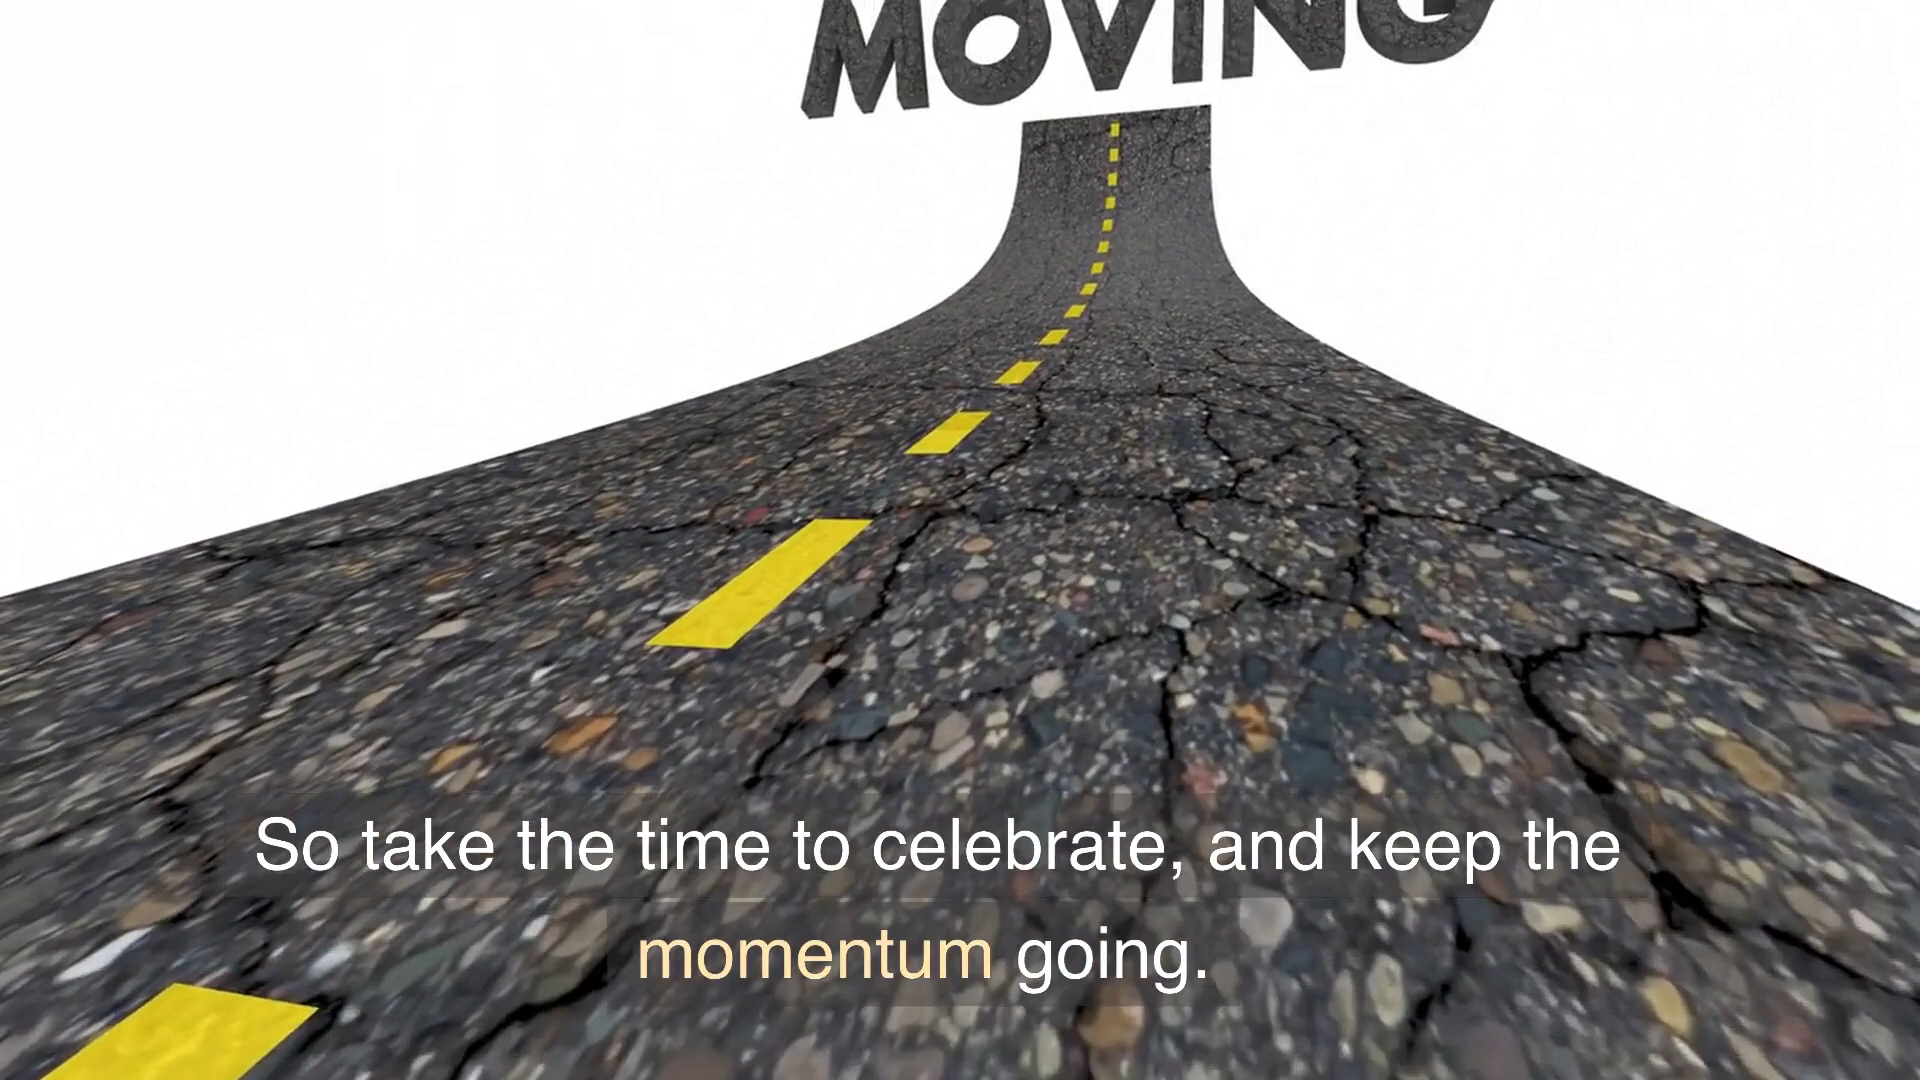 MOVING
So take the time to celebrate, and keep the
momentum going.